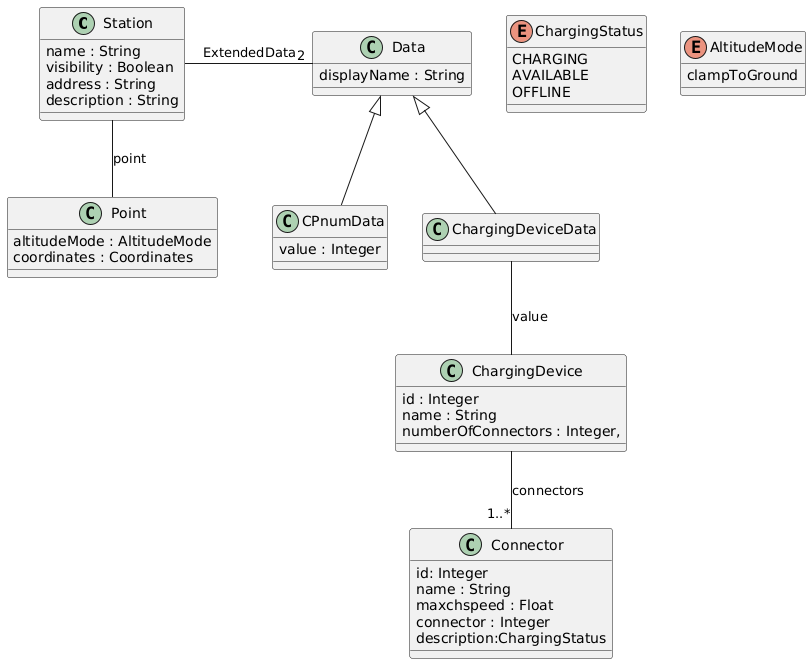 C Station
name : String
visibility : Boolean
address : String
description : String
ExtendedData 2
C Data
displayName : String
E ChargingStatus
CHARGING
AVAILABLE
OFFLINE
E AltitudeMode
clampToGround
point
C Point
altitudeMode : AltitudeMode
coordinates : Coordinates
C CPnumData
value : Integer
C ChargingDeviceData
value
C ChargingDevice
id : Integer
name : String
numberOfConnectors : Integer,
connectors
1..*
C Connector
id: Integer
name : String
maxchspeed : Float
connector : Integer
description:ChargingStatus